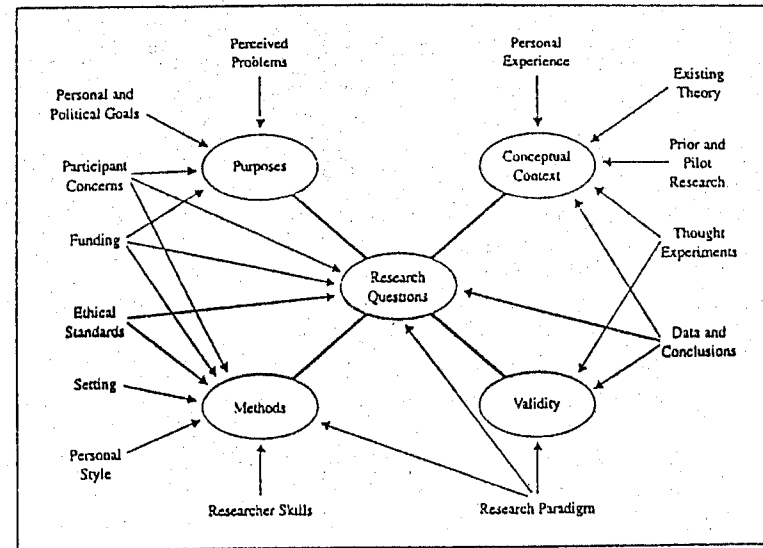 Perceived
Problems
Personal
Experience
Existing
Theory
Personal and
Political Goals
Prior and
Pilot
Research
Participant
Concerns
Purposes
Conceptual
Context
Funding
Thought
Experiments
Research
Questions
Ethical
Standards
Data and
Conclusions
Setting
Methods
Validity
Personal
Style
Researcher Skills
Research Paradigm